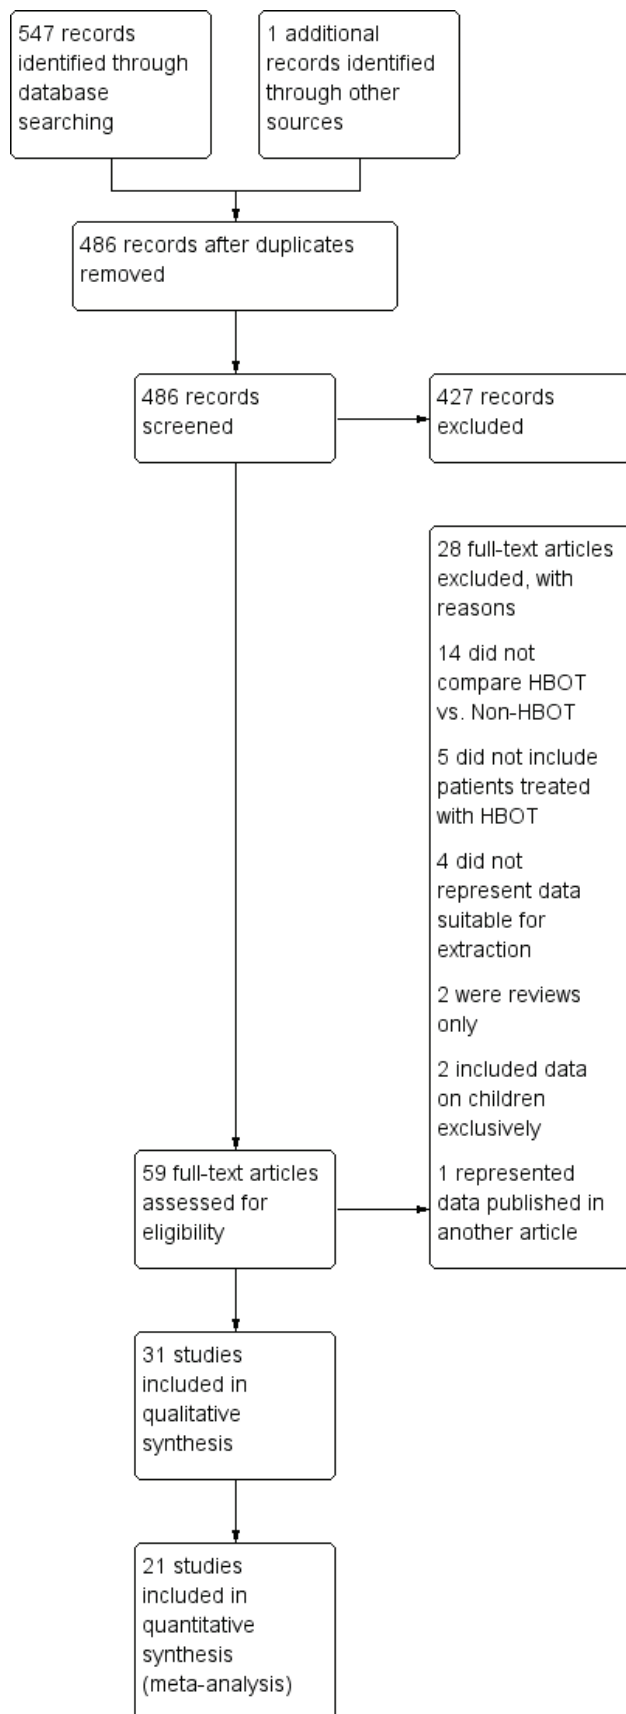 547 records
identified through
database
searching
1 additional
records identified
through other
sources
486 records after duplicates
removed
486 records
screened
427 records
excluded
28 full-text articles
excluded, with
reasons
14 did not
compare HBOT
vs. Non-HBOT
5 did not include
patients treated
with HBOT
4 did not
represent data
suitable for
extraction
2 were reviews
only
2 included data
on children
exclusively
1 represented
data published in
another article
59 full-text articles
assessed for
eligibility
31 studies
included in
qualitative
synthesis
21 studies
included in
quantitative
synthesis
(meta-analysis)